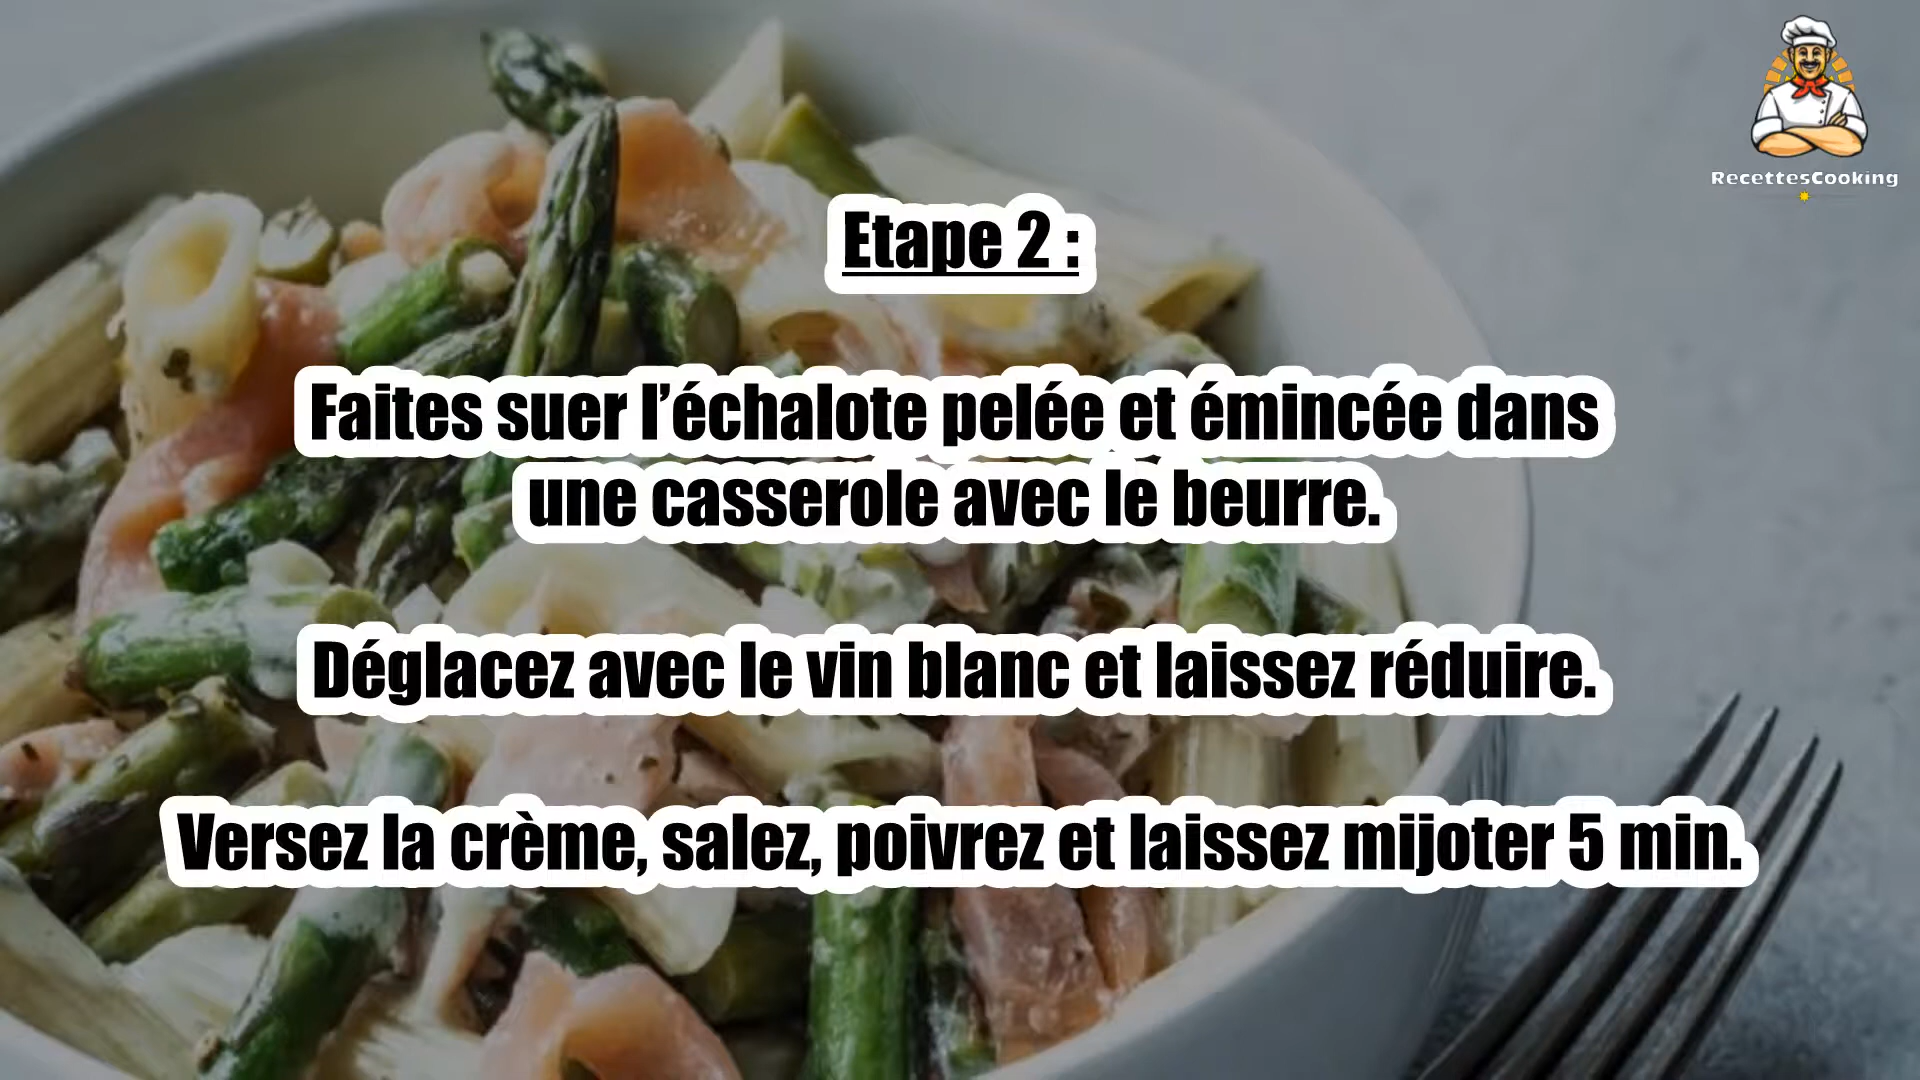 RecettesCooking
Etape 2 :
Faites suer l’échalote pelée et émincée dans
une casserole avec le beurre.
Déglacez avec le vin blanc et laissez réduire.
Versez la crème, salez, poivrez et laissez mijoter 5 min.